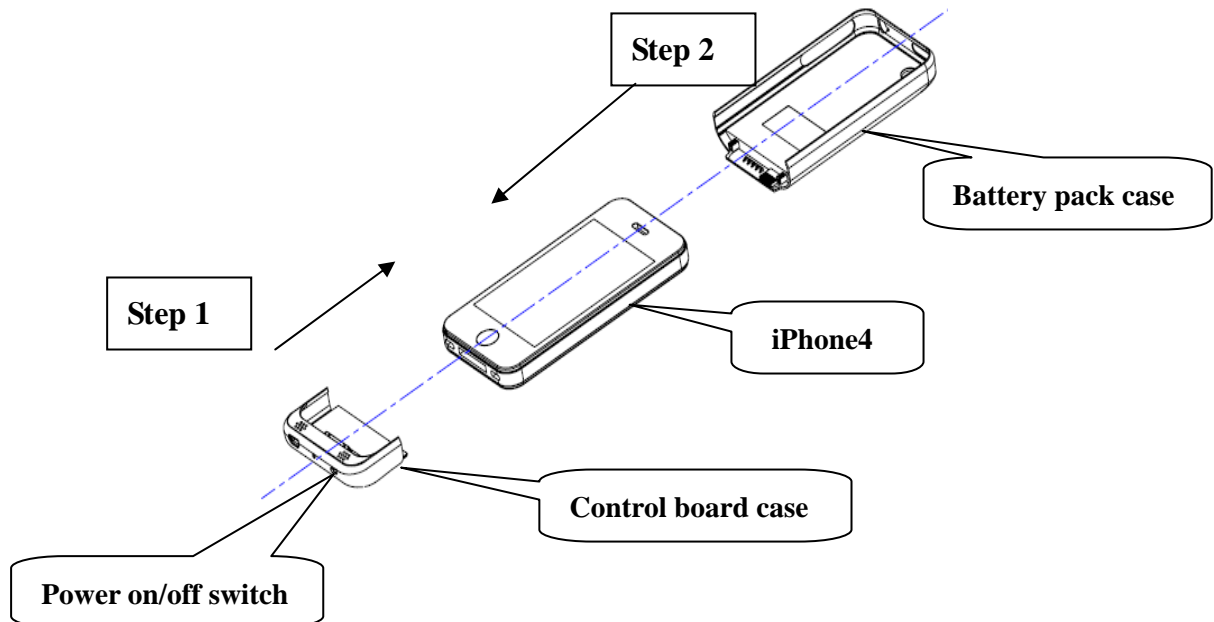 Step 2
Battery pack case
Step 1
iPhone4
Control board case
Power on/off switch